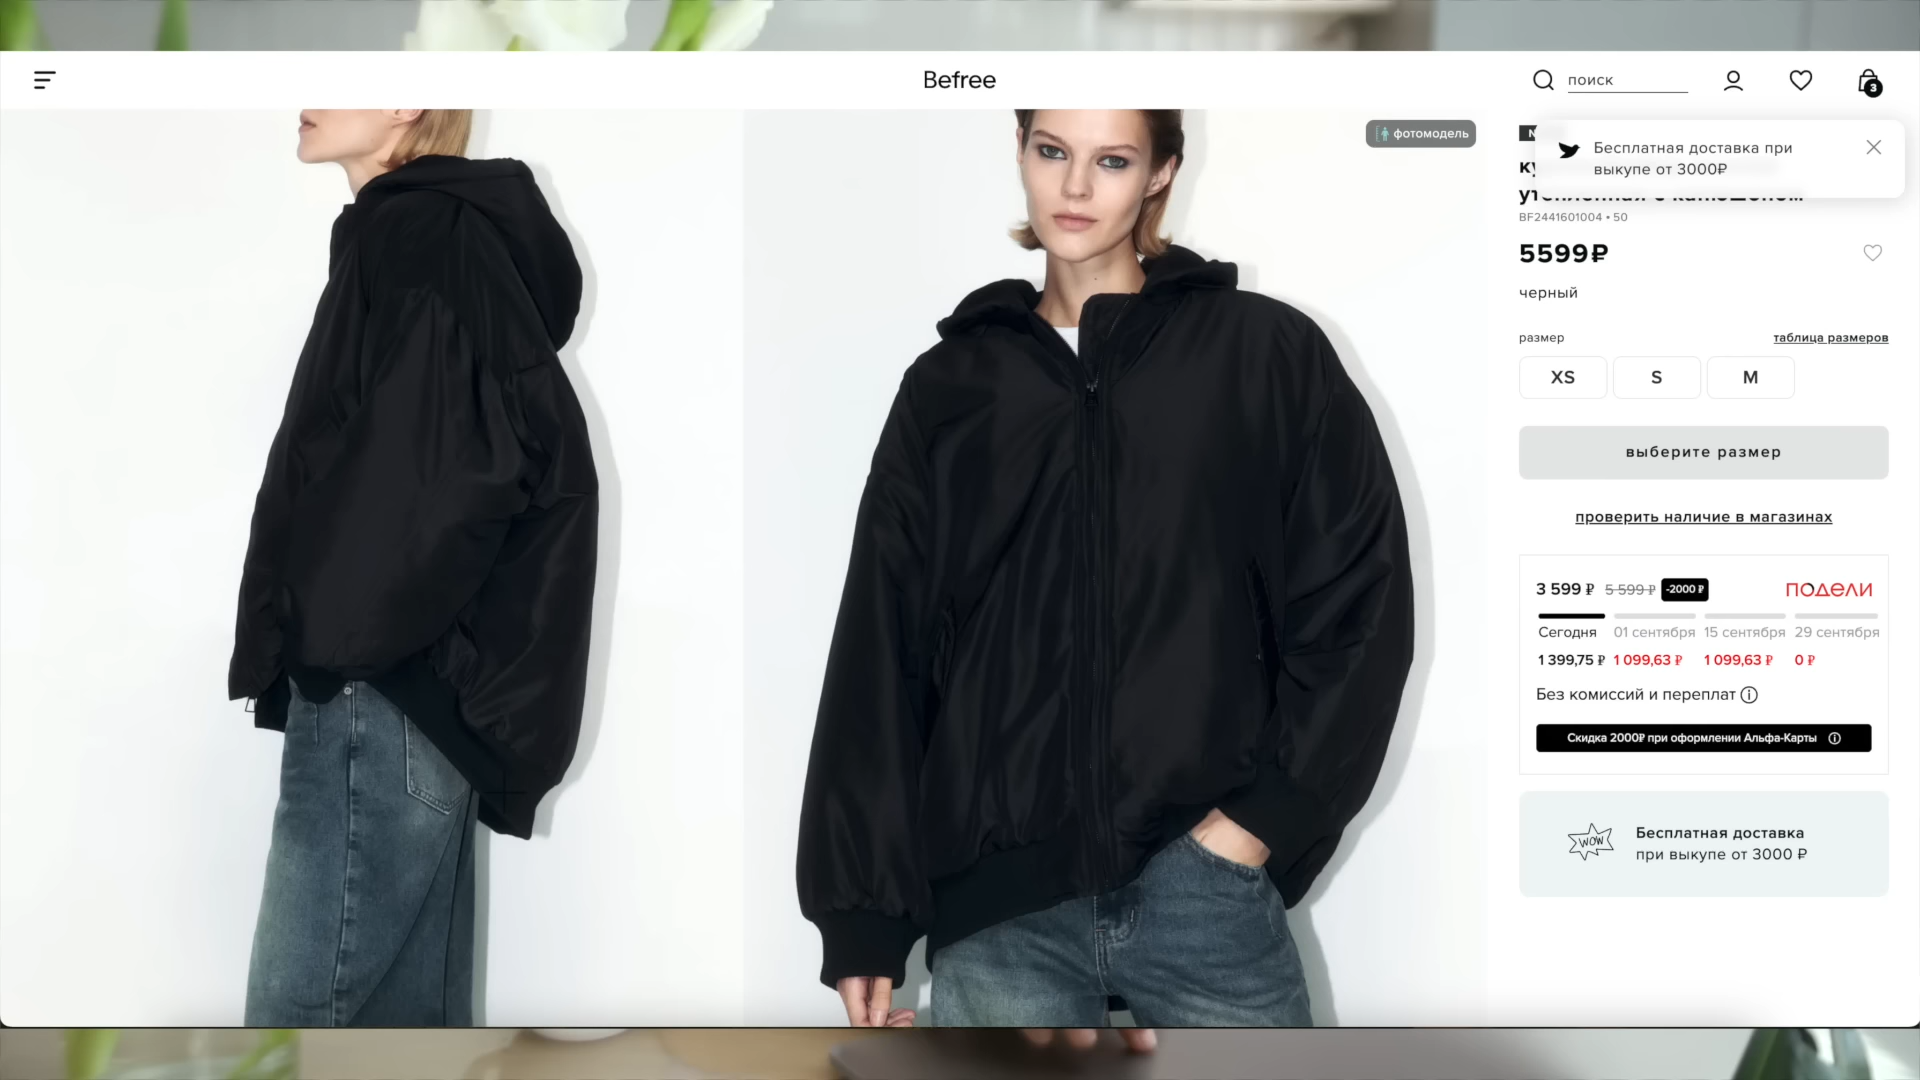 Befree
поиск
3
фотомодель
Бесплатная доставка при
выкупе от 3000₽
BF2441601004 • 50
5599₽
черный
размер
таблица размеров
XS
S
M
выберите размер
проверить наличие в магазинах
3 599 ₽ 5 599 ₽ -2000 ₽ ПОДЕЛИ
Сегодня 01 сентября 15 сентября 29 сентября
1 399,75 ₽ 1 099,63 ₽ 1 099,63 ₽ 0 ₽
Без комиссий и переплат
Скидка 2000₽ при оформлении Альфа-Карты
WOW
Бесплатная доставка
при выкупе от 3000 ₽